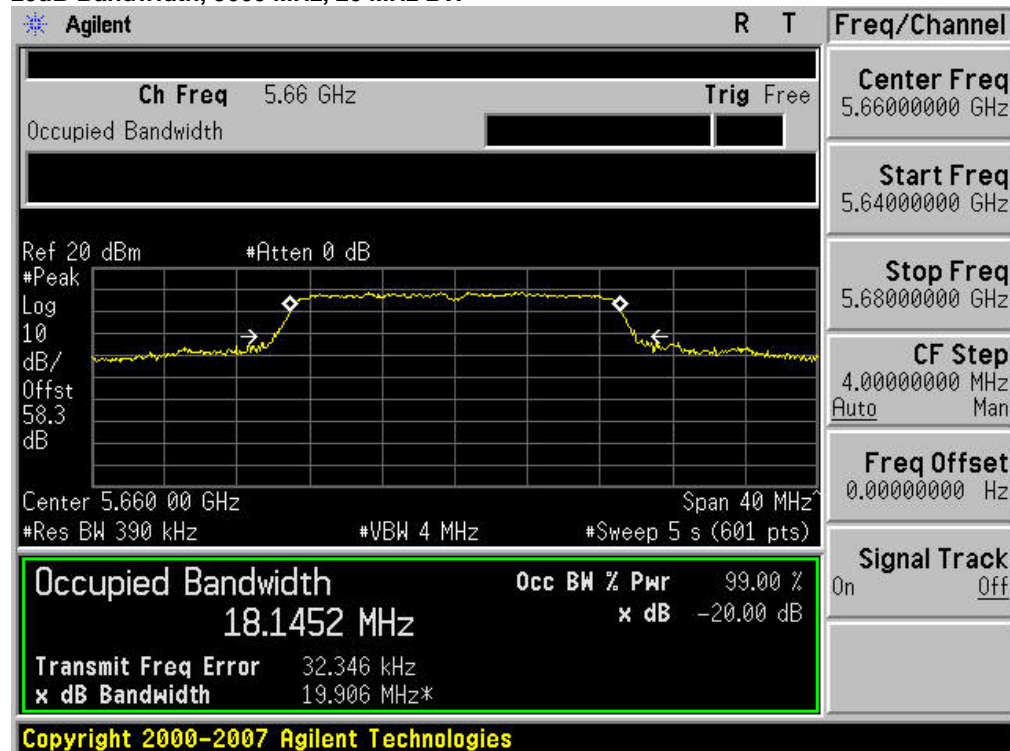 Agilent R T Freq/Channel
Ch Freq 5.66 GHz Trig Free
Occupied Bandwidth
Center Freq
5.66000000 GHz
Start Freq
5.64000000 GHz
Stop Freq
5.68000000 GHz
CF Step
4.00000000 MHz
Auto Man
Freq Offset
0.00000000 Hz
Signal Track
On Off
Ref 20 dBm #Atten 0 dB
#Peak
Log
10
dB/
Offst
58.3
dB
Center 5.660 00 GHz Span 40 MHz^
#Res BW 390 kHz #VBW 4 MHz #Sweep 5 s (601 pts)
Occupied Bandwidth Occ BW % Pwr 99.00 %
18.1452 MHz x dB -20.00 dB
Transmit Freq Error 32.346 kHz
x dB Bandwidth 19.906 MHz*
Copyright 2000-2007 Agilent Technologies